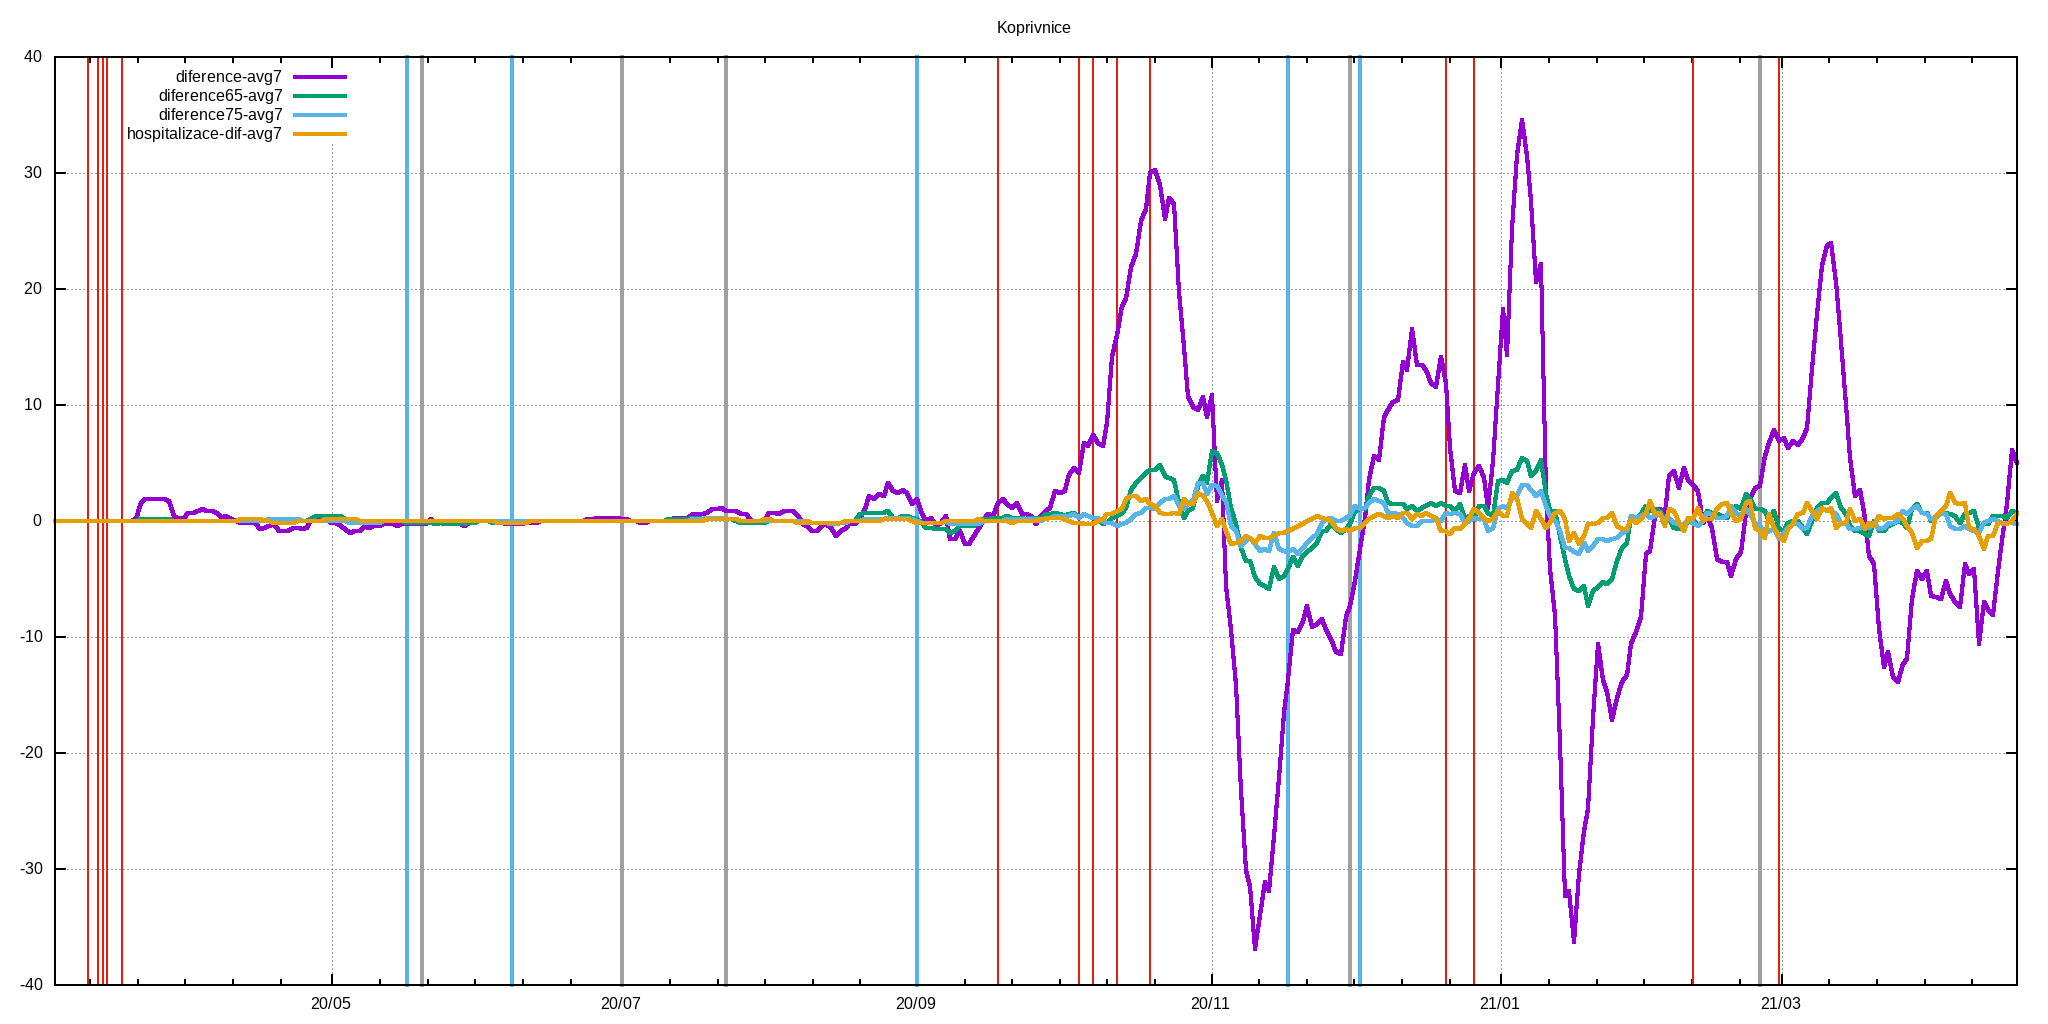 Koprivnice
40
30
20
10
0
-10
-20
-30
-40
diference-avg7
diference65-avg7
diference75-avg7
hospitalizace-dif-avg7
20/05 20/07 20/09 20/11 21/01 21/03